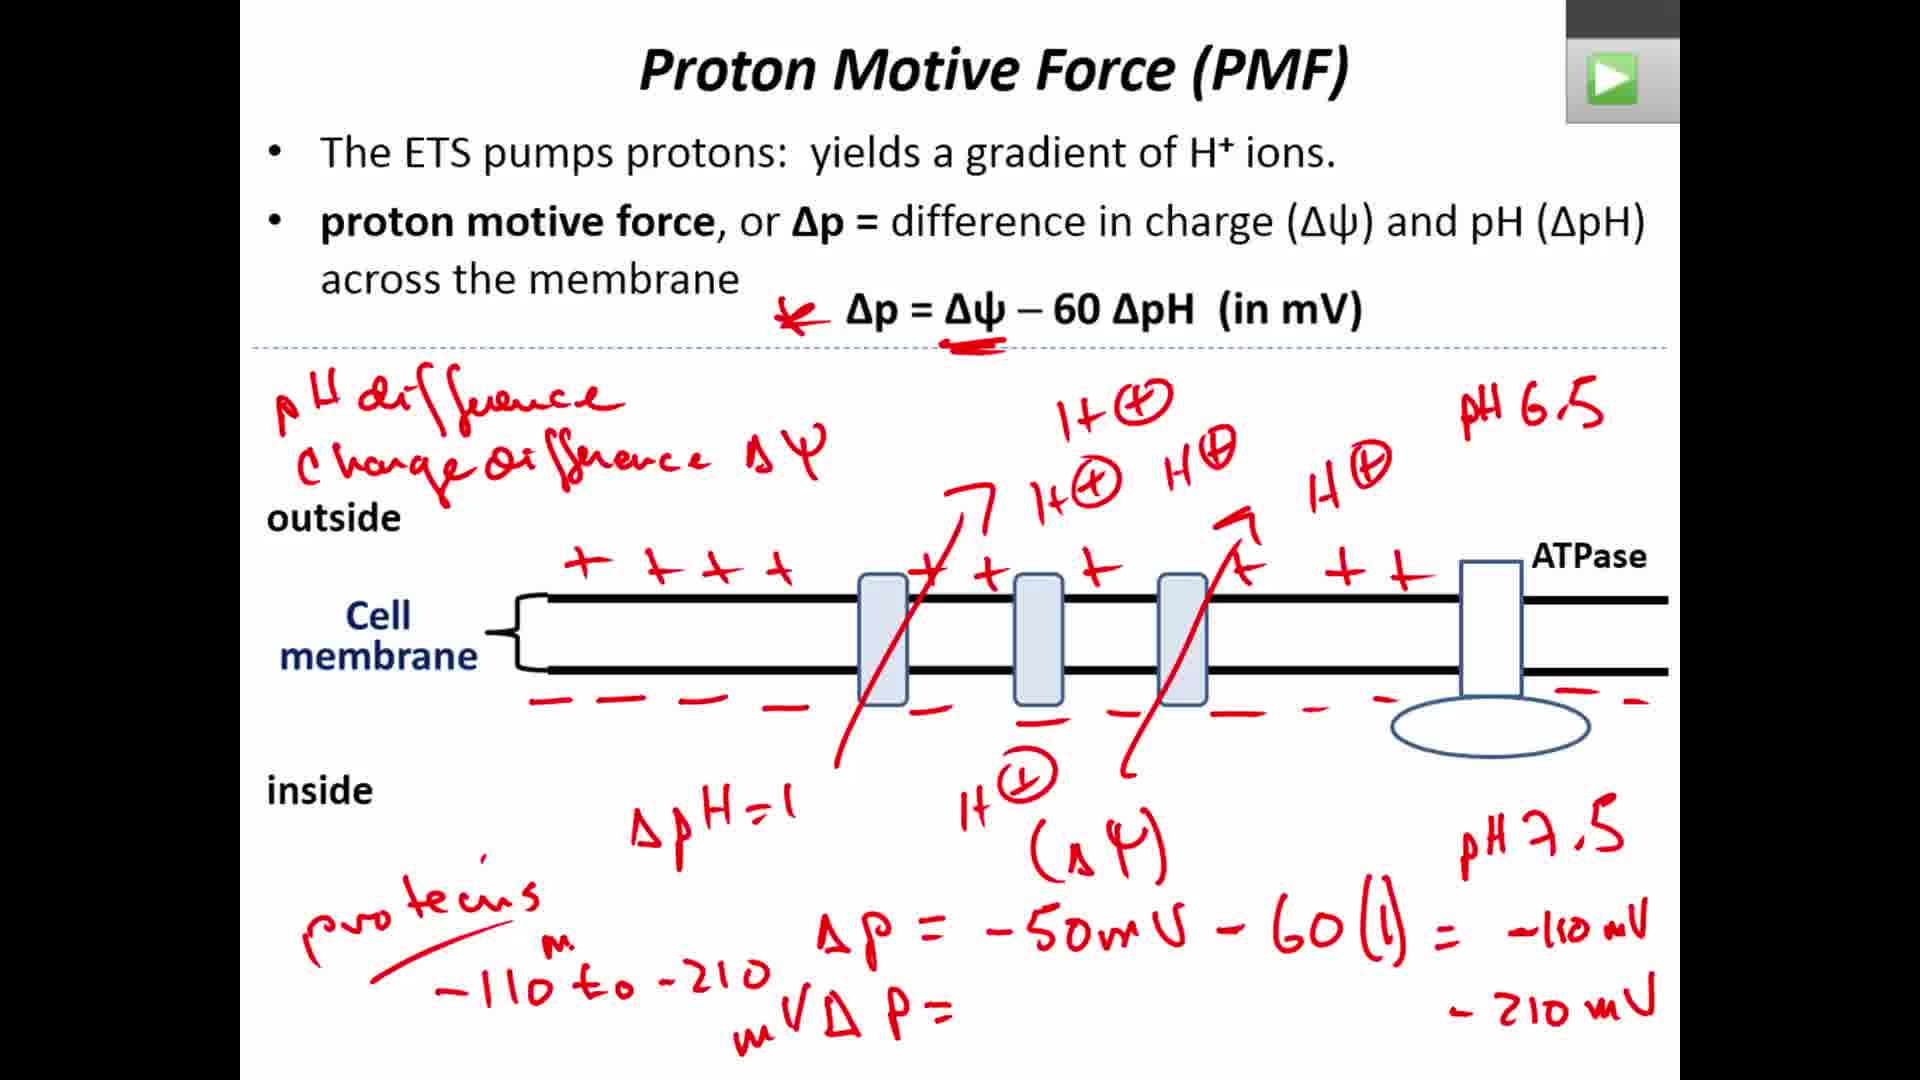 Proton Motive Force (PMF)
• The ETS pumps protons: yields a gradient of H⁺ ions.
• proton motive force, or Δp = difference in charge (Δψ) and pH (ΔpH)
across the membrane
Δp = Δψ – 60 ΔpH (in mV)
pH difference
Charge difference Δψ
H+
H+
H+
H+
pH 6.5
outside
+ + + + + + + + + +
ATPase
Cell
membrane
inside
H+
ΔpH = 1
(Δψ)
pH 7.5
proteins
Δp = -50mV - 60(1) = -110 mV
m
-110 to -210
mV
Δp =
- 210 mV